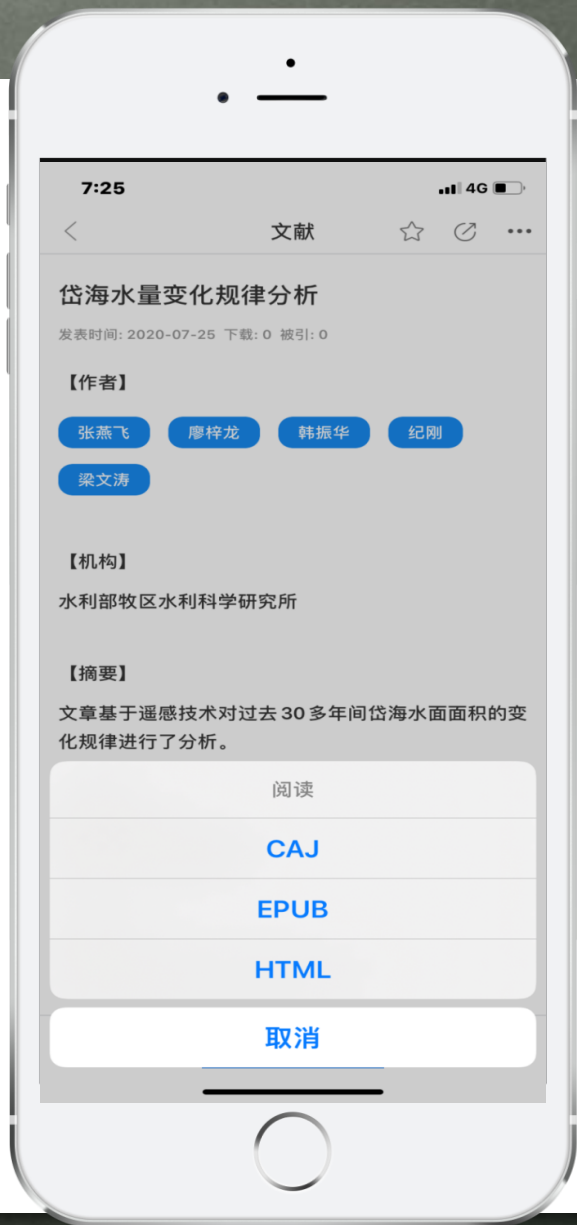 7:25
4G
文献
岱海水量变化规律分析
发表时间: 2020-07-25 下载: 0 被引: 0
【作者】
张燕飞 廖梓龙 韩振华 纪刚
梁文涛
【机构】
水利部牧区水利科学研究所
【摘要】
文章基于遥感技术对过去30多年间岱海水面面积的变
化规律进行了分析。
阅读
CAJ
EPUB
HTML
取消